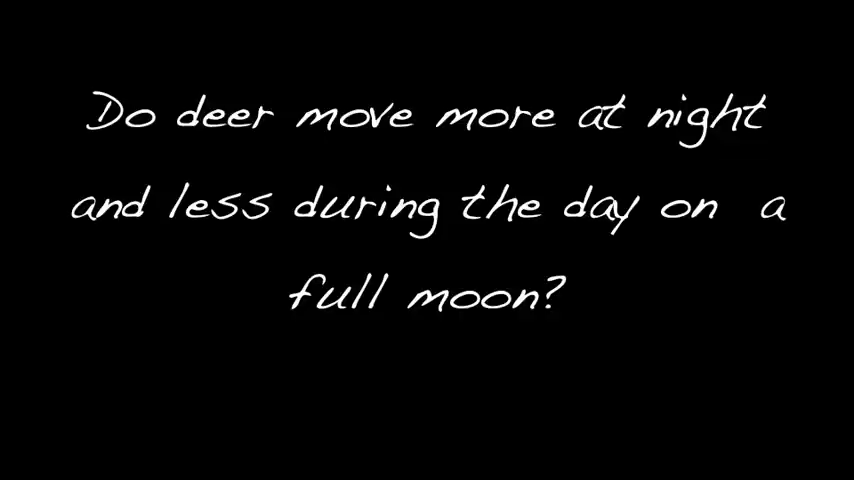 Do deer move more at night
and less during the day on a
full moon?